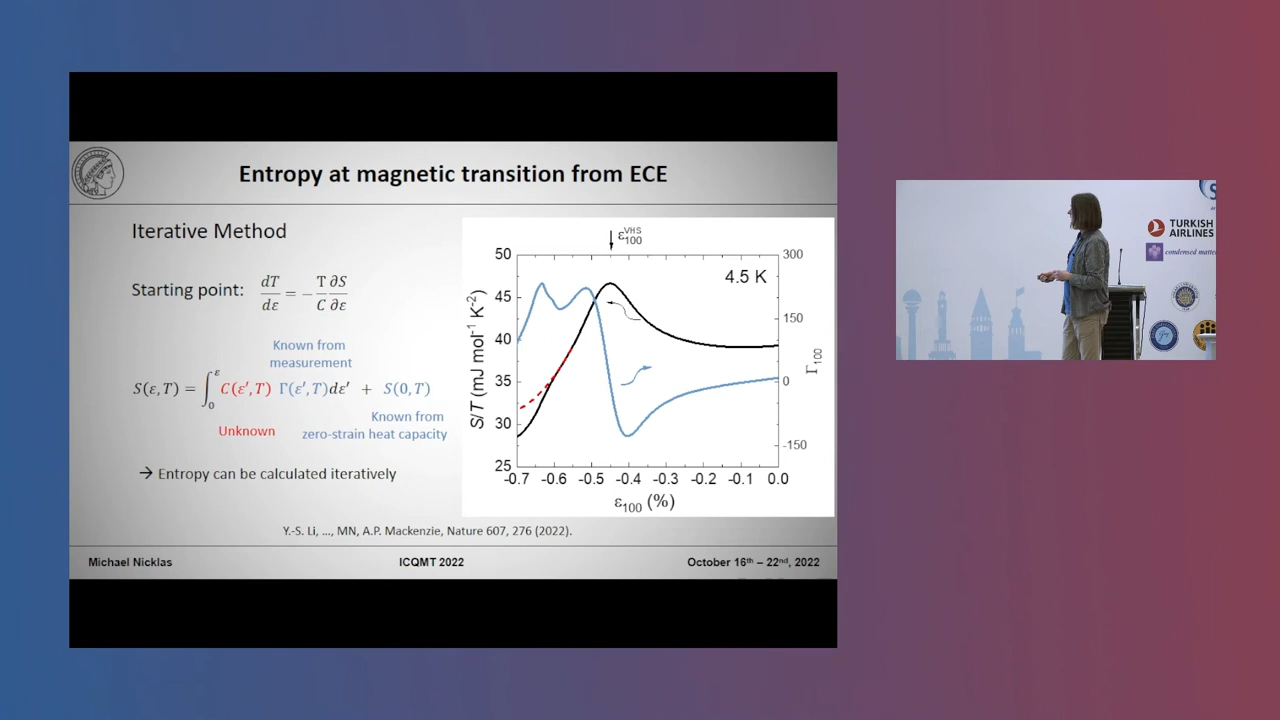 Entropy at magnetic transition from ECE
Iterative Method
Starting point: dT/dε = − T/C ∂S/∂ε
Known from
measurement
S(ε,T) = ∫₀^ε C(ε′,T) Γ(ε′,T)dε′ + S(0,T)
Known from
Unknown zero-strain heat capacity
→ Entropy can be calculated iteratively
ε₁₀₀^VHS
4.5 K
50
45
40
35
30
25
S/T (mJ mol⁻¹ K⁻²)
300
150
0
-150
Γ₁₀₀
-0.7 -0.6 -0.5 -0.4 -0.3 -0.2 -0.1 0.0
ε₁₀₀ (%)
Y.-S. Li, ..., MN, A.P. Mackenzie, Nature 607, 276 (2022).
Michael Nicklas ICQMT 2022 October 16th – 22nd, 2022
TURKISH
AIRLINES
condensed matte